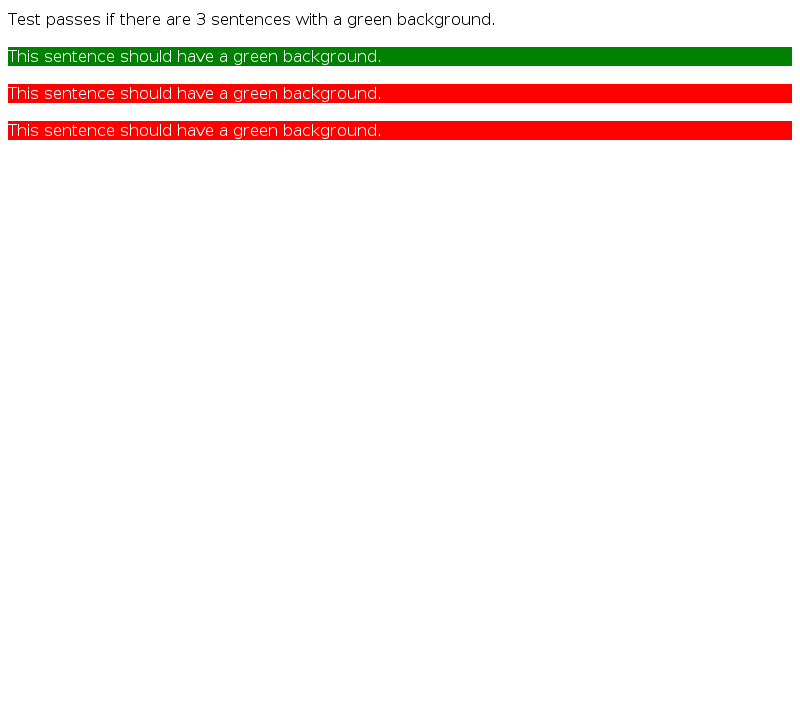 Test passes if there are 3 sentences with a green background.
This sentence should have a green background.
This sentence should have a green background.
This sentence should have a green background.